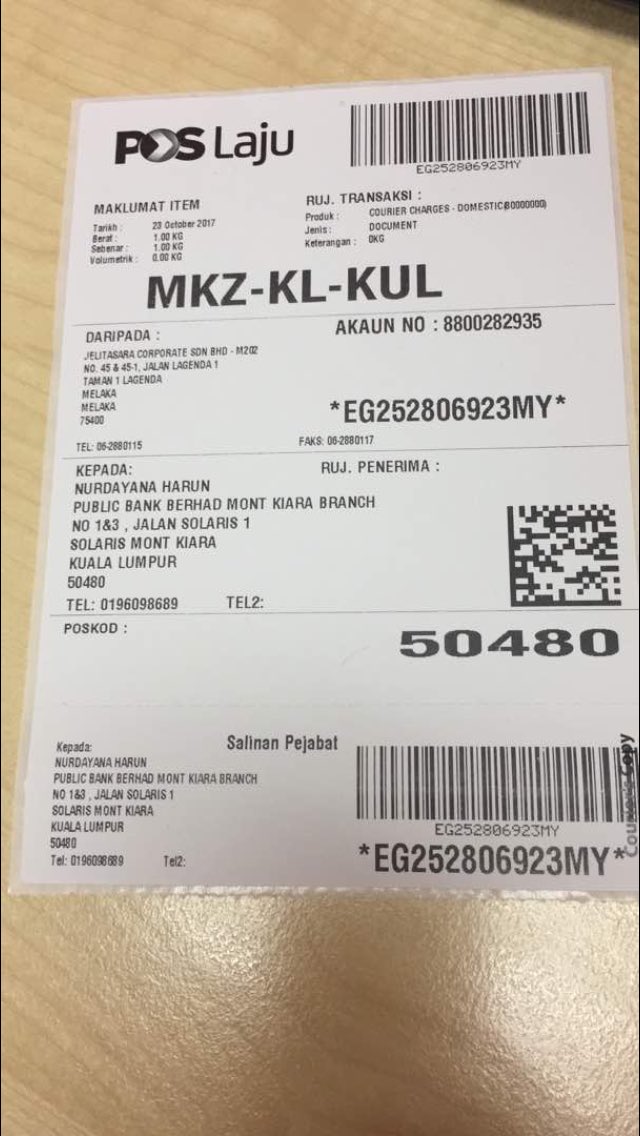 POS Laju
EG252806923MY
MAKLUMAT ITEM
Tarikh : 23 October 2017
Berat : 1.00 KG
Sebenar : 1.00 KG
Volumetrik : 0.00 KG
RUJ. TRANSAKSI :
Produk : COURIER CHARGES - DOMESTIC(80000000)
Jenis : DOCUMENT
Keterangan : 0KG
MKZ-KL-KUL
DARIPADA :
AKAUN NO : 8800282935
JELITASARA CORPORATE SDN BHD - M202
NO. 45 & 45-1, JALAN LAGENDA 1
TAMAN 1 LAGENDA
MELAKA
MELAKA
75400
*EG252806923MY*
TEL: 06-2880115
FAKS: 06-2880117
KEPADA:
RUJ. PENERIMA :
NURDAYANA HARUN
PUBLIC BANK BERHAD MONT KIARA BRANCH
NO 1&3 , JALAN SOLARIS 1
SOLARIS MONT KIARA
KUALA LUMPUR
50480
TEL: 0196098689 TEL2:
POSKOD :
50480
Kepada:
Salinan Pejabat
NURDAYANA HARUN
PUBLIC BANK BERHAD MONT KIARA BRANCH
NO 1&3 , JALAN SOLARIS 1
SOLARIS MONT KIARA
KUALA LUMPUR
50480
Tel: 0196098689 Tel2:
EG252806923MY
*EG252806923MY*
Courier's Copy